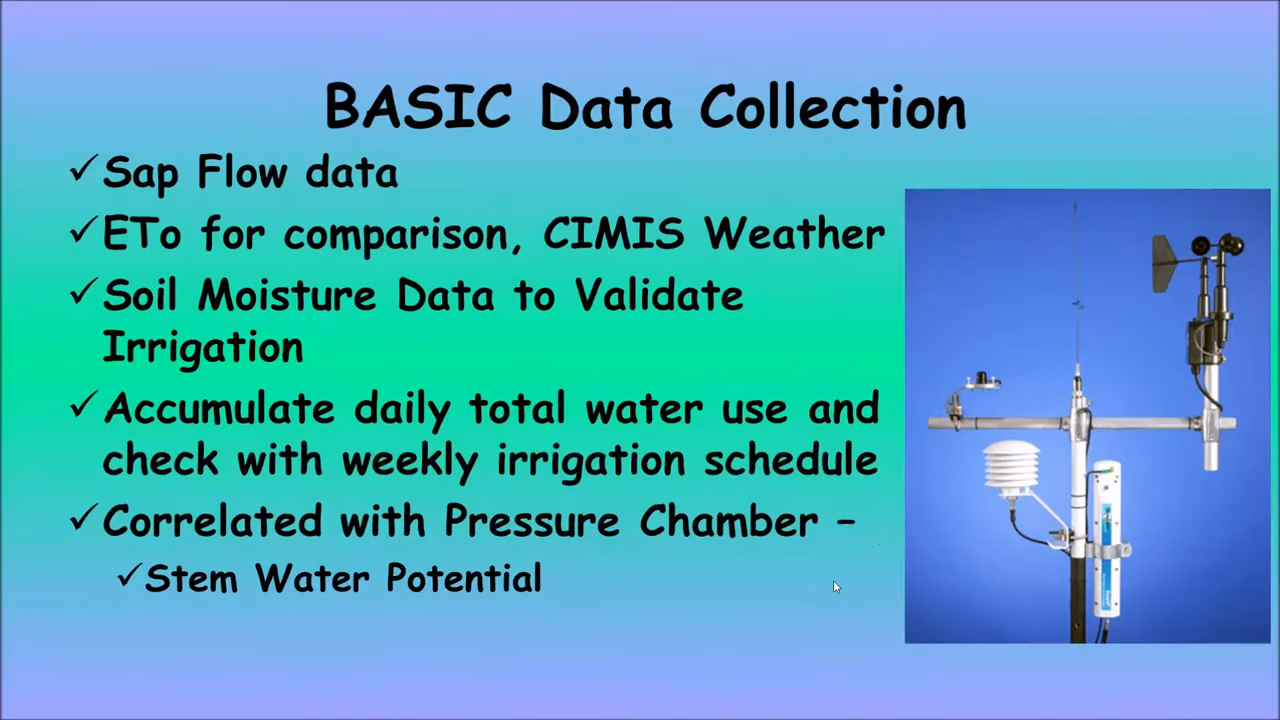 BASIC Data Collection
✓Sap Flow data
✓ETo for comparison, CIMIS Weather
✓Soil Moisture Data to Validate
Irrigation
✓Accumulate daily total water use and
check with weekly irrigation schedule
✓Correlated with Pressure Chamber –
✓Stem Water Potential